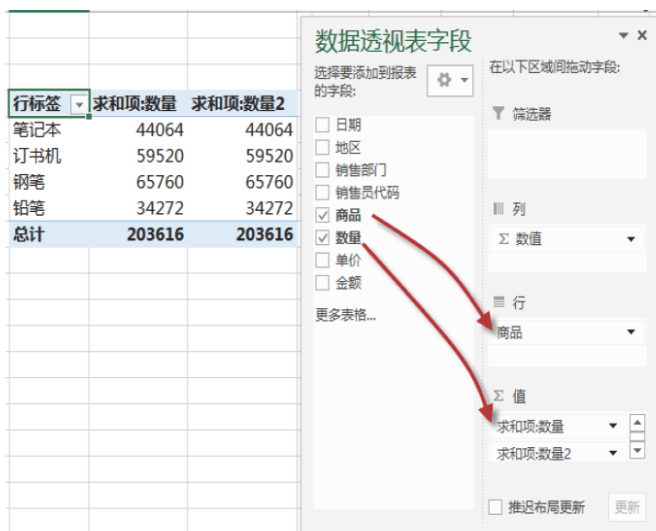 行标签 求和项:数量 求和项:数量2
笔记本 44064 44064
订书机 59520 59520
钢笔 65760 65760
铅笔 34272 34272
总计 203616 203616
数据透视表字段
选择要添加到报表
的字段:
日期
地区
销售部门
销售员代码
商品
数量
单价
金额
更多表格...
在以下区域间拖动字段:
筛选器
列
Σ 数值
行
商品
Σ 值
求和项:数量
求和项:数量2
推迟布局更新 更新